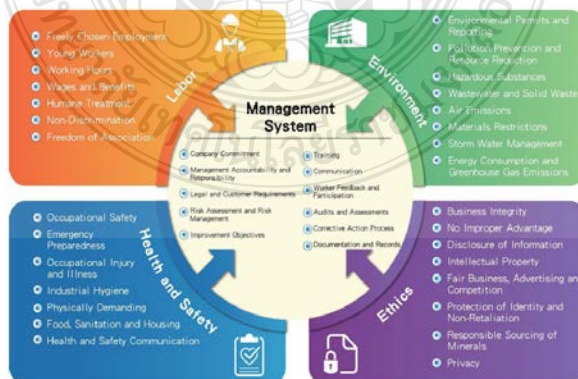 Freely Chosen Employment
Young Workers
Working Hours
Wages and Benefits
Humane Treatment
Non-Discrimination
Freedom of Association
Labor
Environmental Permits and
Reporting
Pollution Prevention and
Resource Reduction
Hazardous Substances
Wastewater and Solid Waste
Air Emissions
Materials Restrictions
Storm Water Management
Energy Consumption and
Greenhouse Gas Emissions
Environment
Management
System
Company Commitment
Management Accountability and
Responsibility
Legal and Customer Requirements
Risk Assessment and Risk
Management
Improvement Objectives
Training
Communication
Worker Feedback and
Participation
Audits and Assessments
Corrective Action Process
Documentation and Records
Occupational Safety
Emergency
Preparedness
Occupational Injury
and Illness
Industrial Hygiene
Physically Demanding
Food, Sanitation and Housing
Health and Safety Communication
Health and Safety
Business Integrity
No Improper Advantage
Disclosure of Information
Intellectual Property
Fair Business, Advertising and
Competition
Protection of Identity and
Non-Retaliation
Responsible Sourcing of
Minerals
Privacy
Ethics